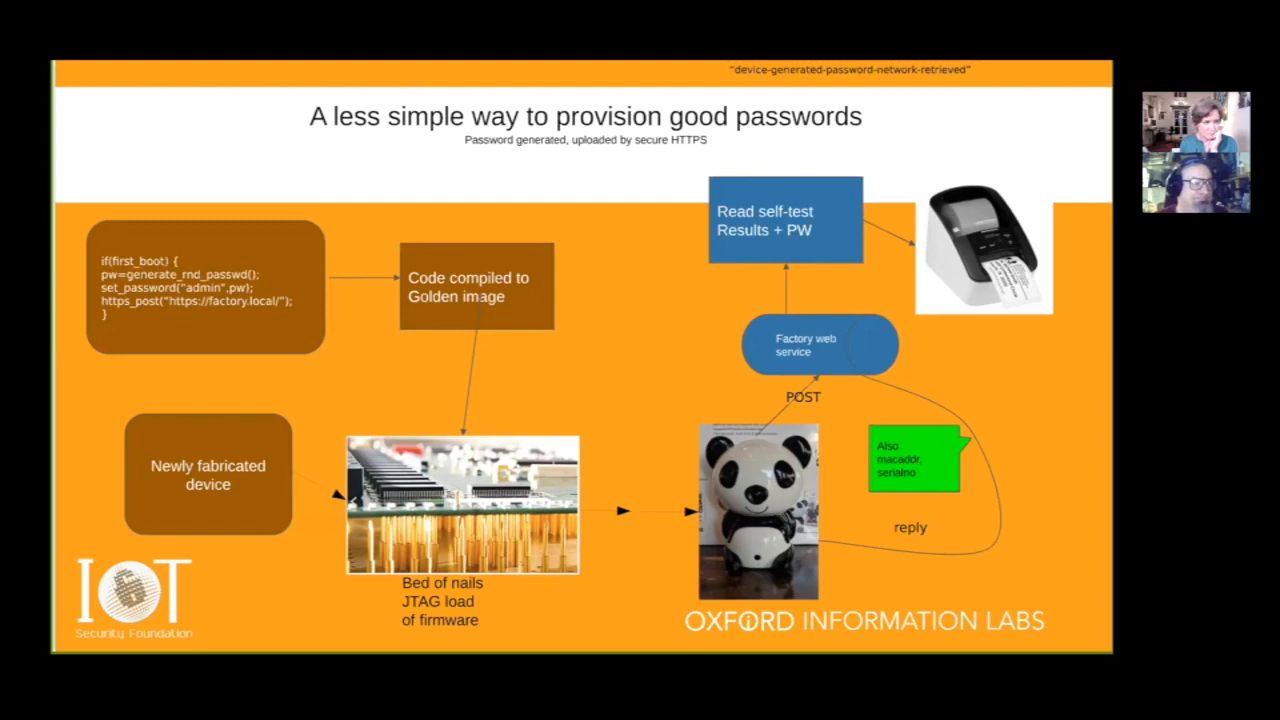 "device-generated-password-network-retrieved"
A less simple way to provision good passwords
Password generated, uploaded by secure HTTPS
if(first_boot) {
pw=generate_rnd_passwd();
set_password("admin",pw);
https_post("https://factory.local/");
}
Code compiled to
Golden image
Read self-test
Results + PW
Factory web
service
POST
Newly fabricated
device
Also
macaddr,
serialno
reply
Bed of nails
JTAG load
of firmware
IOT
Security Foundation
OXFORD INFORMATION LABS